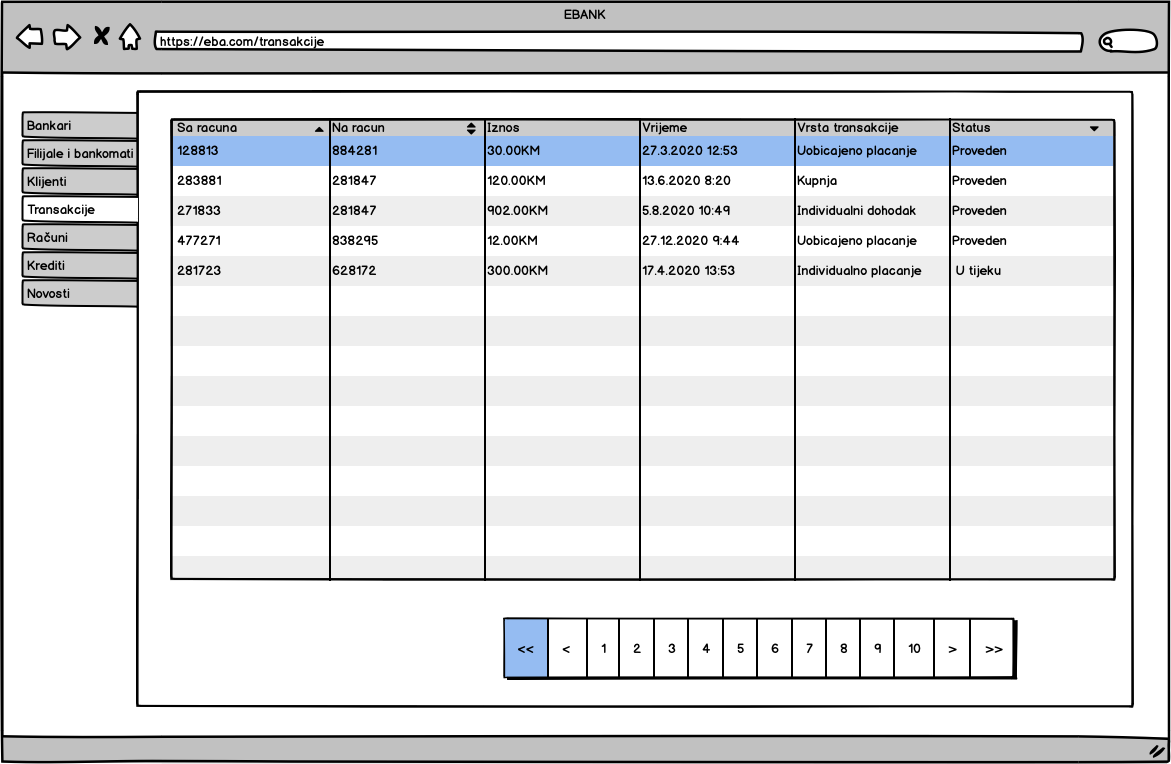 EBANK
https://eba.com/transakcije
Bankari
Filijale i bankomati
Klijenti
Transakcije
Računi
Krediti
Novosti
Sa racuna Na racun Iznos Vrijeme Vrsta transakcije Status
128813 884281 30.00KM 27.3.2020 12:53 Uobicajeno placanje Proveden
283881 281847 120.00KM 13.6.2020 8:20 Kupnja Proveden
271833 281847 902.00KM 5.8.2020 10:49 Individualni dohodak Proveden
477271 838295 12.00KM 27.12.2020 9:44 Uobicajeno placanje Proveden
281723 628172 300.00KM 17.4.2020 13:53 Individualno placanje U tijeku
<< < 1 2 3 4 5 6 7 8 9 10 > >>